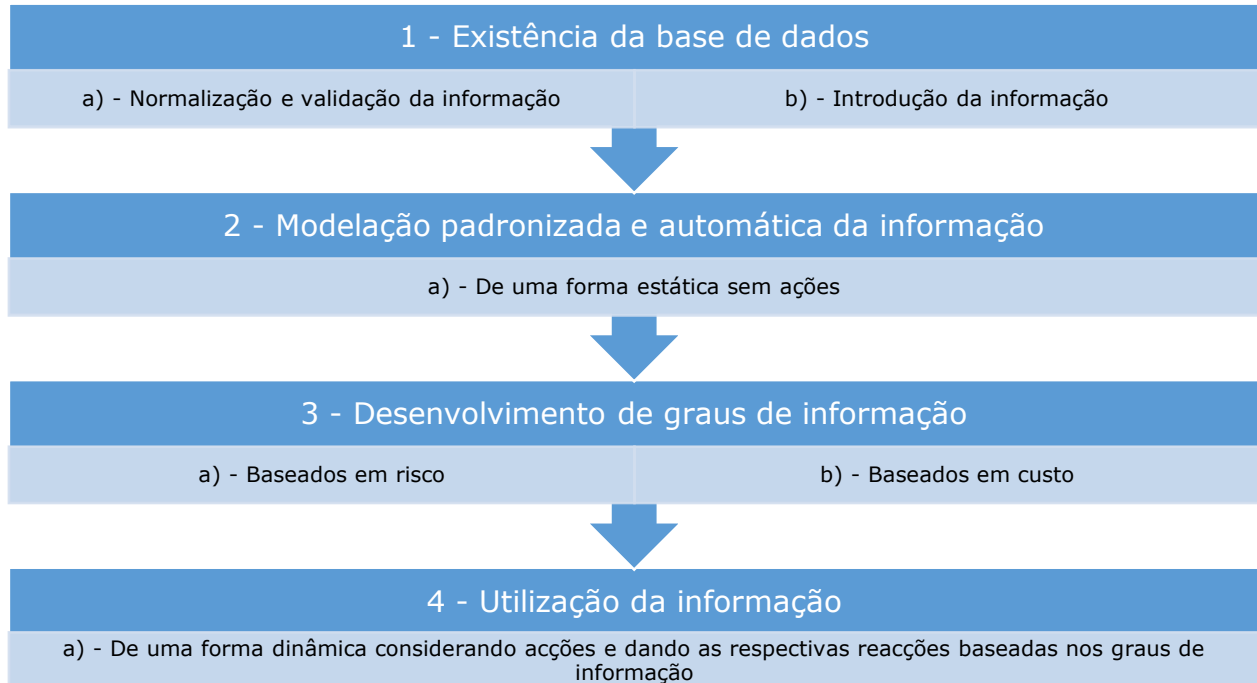 1 - Existência da base de dados
a) - Normalização e validação da informação
b) - Introdução da informação
2 - Modelação padronizada e automática da informação
a) - De uma forma estática sem ações
3 - Desenvolvimento de graus de informação
a) - Baseados em risco
b) - Baseados em custo
4 - Utilização da informação
a) - De uma forma dinâmica considerando acções e dando as respectivas reacções baseadas nos graus de
informação